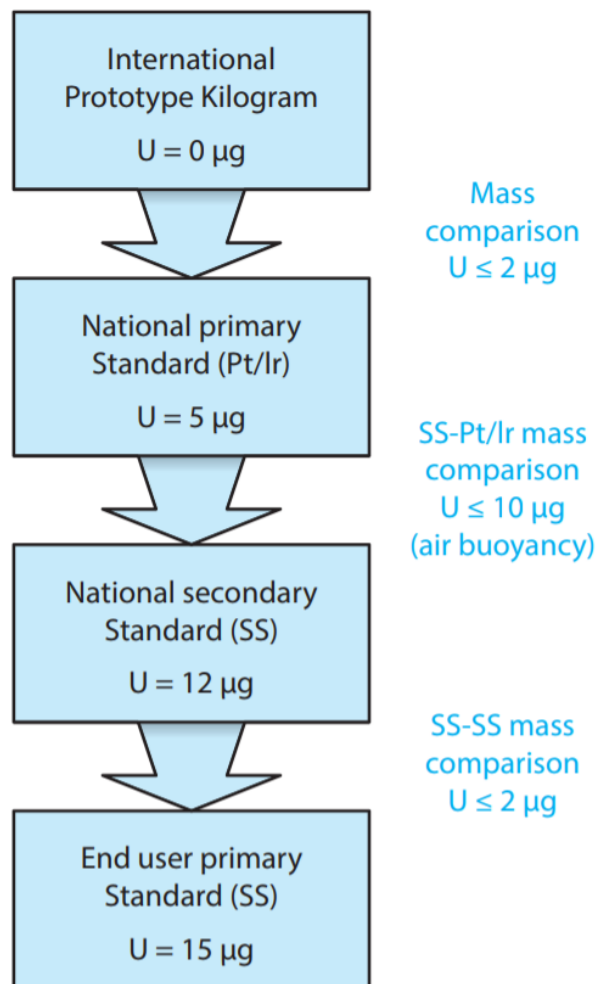 International
Prototype Kilogram
U = 0 µg
Mass
comparison
U ≤ 2 µg
National primary
Standard (Pt/Ir)
U = 5 µg
SS-Pt/Ir mass
comparison
U ≤ 10 µg
(air buoyancy)
National secondary
Standard (SS)
U = 12 µg
SS-SS mass
comparison
U ≤ 2 µg
End user primary
Standard (SS)
U = 15 µg